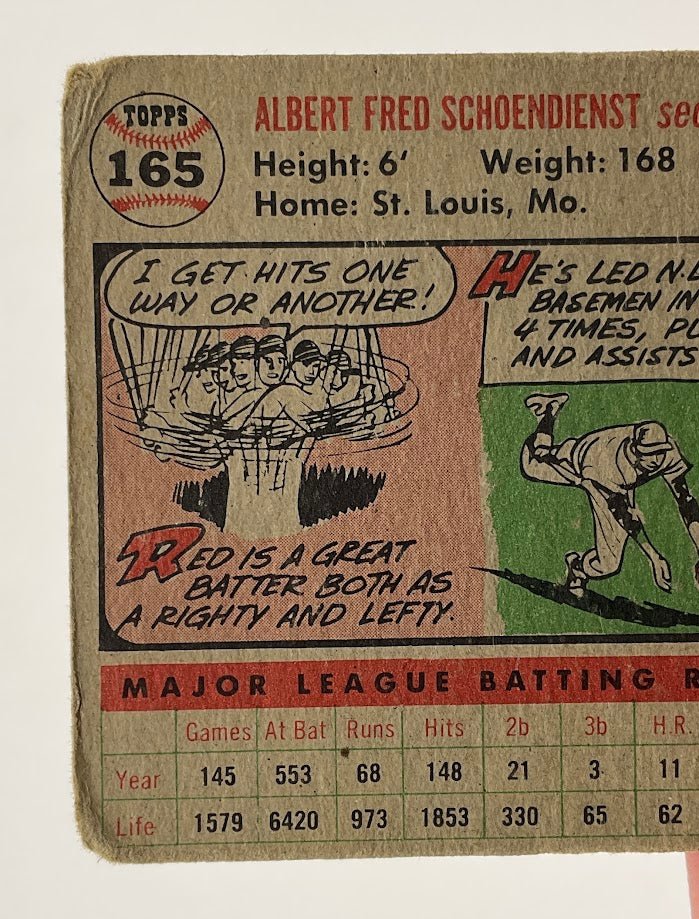 TOPPS
165
ALBERT FRED SCHOENDIENST
Height: 6' Weight: 168
Home: St. Louis, Mo.
I GET HITS ONE
WAY OR ANOTHER!
RED IS A GREAT
BATTER BOTH AS
A RIGHTY AND LEFTY.
HE'S LED
BASEMEN
4 TIMES,
AND ASSISTS
MAJOR LEAGUE BATTING
Games At Bat Runs Hits 2b 3b H.R.
Year 145 553 68 148 21 3 11
Life 1579 6420 973 1853 330 65 62